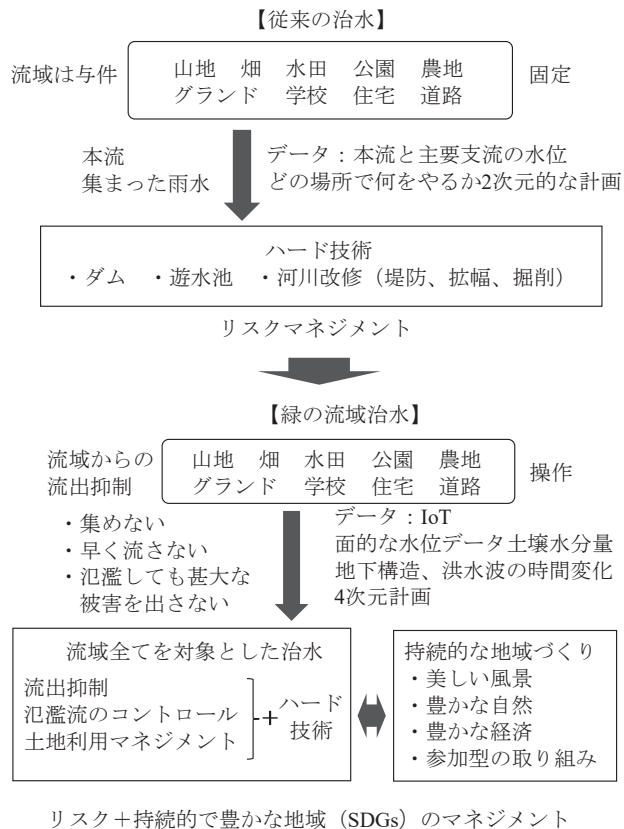 【従来の治水】
流域は与件
山地 畑 水田 公園 農地
グランド 学校 住宅 道路
固定
本流
集まった雨水
データ：本流と主要支流の水位
どの場所で何をやるか2次元的な計画
ハード技術
・ダム ・遊水池 ・河川改修（堤防、拡幅、掘削）
リスクマネジメント
【緑の流域治水】
流域からの
流出抑制
山地 畑 水田 公園 農地
グランド 学校 住宅 道路
操作
・集めない
・早く流さない
・氾濫しても甚大な
被害を出さない
データ：IoT
面的な水位データ土壌水分量
地下構造、洪水波の時間変化
4次元計画
流域全てを対象とした治水
流出抑制
氾濫流のコントロール
土地利用マネジメント
+
ハード
技術
持続的な地域づくり
・美しい風景
・豊かな自然
・豊かな経済
・参加型の取り組み
リスク＋持続的で豊かな地域（SDGs）のマネジメント